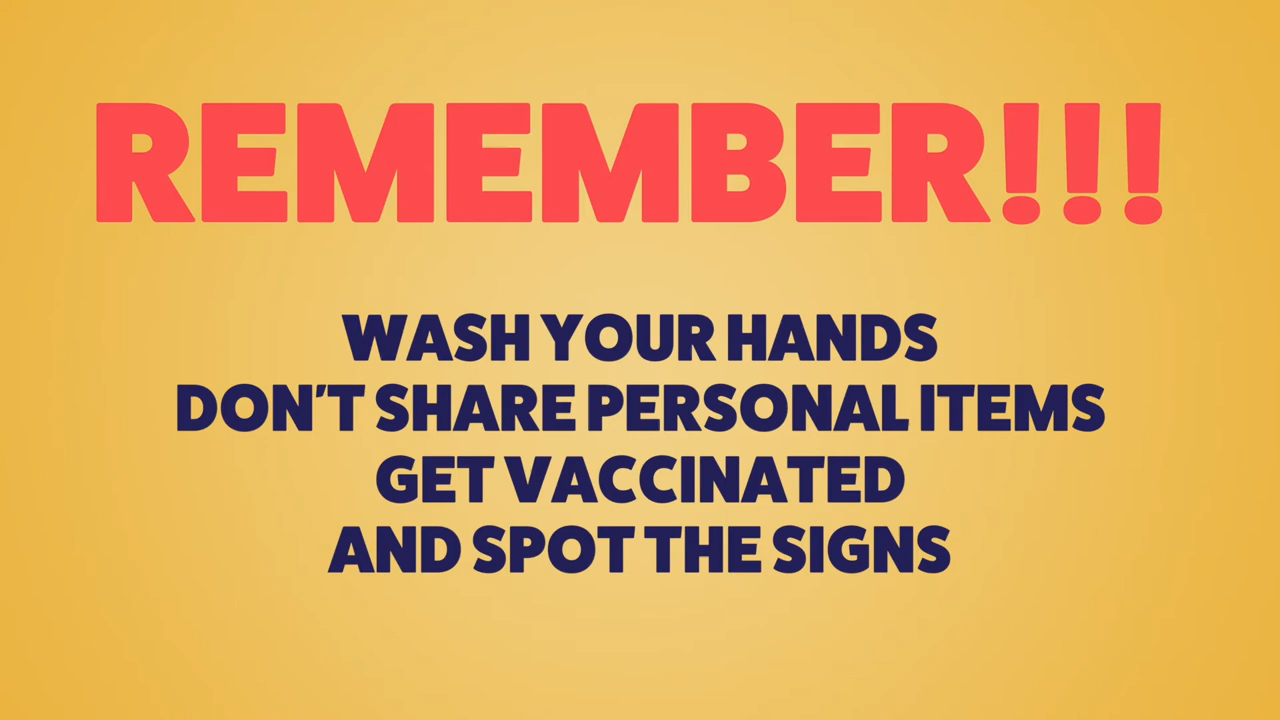 REMEMBER!!!
WASH YOUR HANDS
DON'T SHARE PERSONAL ITEMS
GET VACCINATED
AND SPOT THE SIGNS